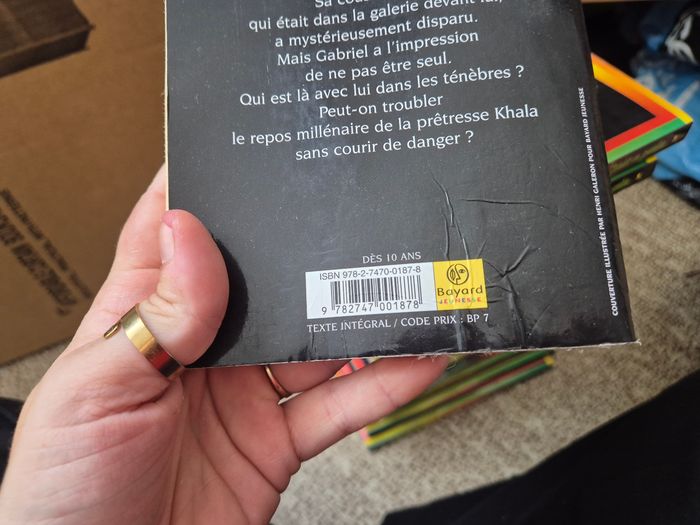 Sa
qui était dans la galerie devant lui,
a mystérieusement disparu.
Mais Gabriel a l'impression
de ne pas être seul.
Qui est là avec lui dans les ténèbres ?
Peut-on troubler
le repos millénaire de la prêtresse Khala
sans courir de danger ?
DÈS 10 ANS
ISBN 978-2-7470-0187-8
9 782747 001878
Bayard
JEUNESSE
TEXTE INTÉGRAL / CODE PRIX : BP 7
COUVERTURE ILLUSTRÉE PAR HENRI GALERON POUR BAYARD JEUNESSE